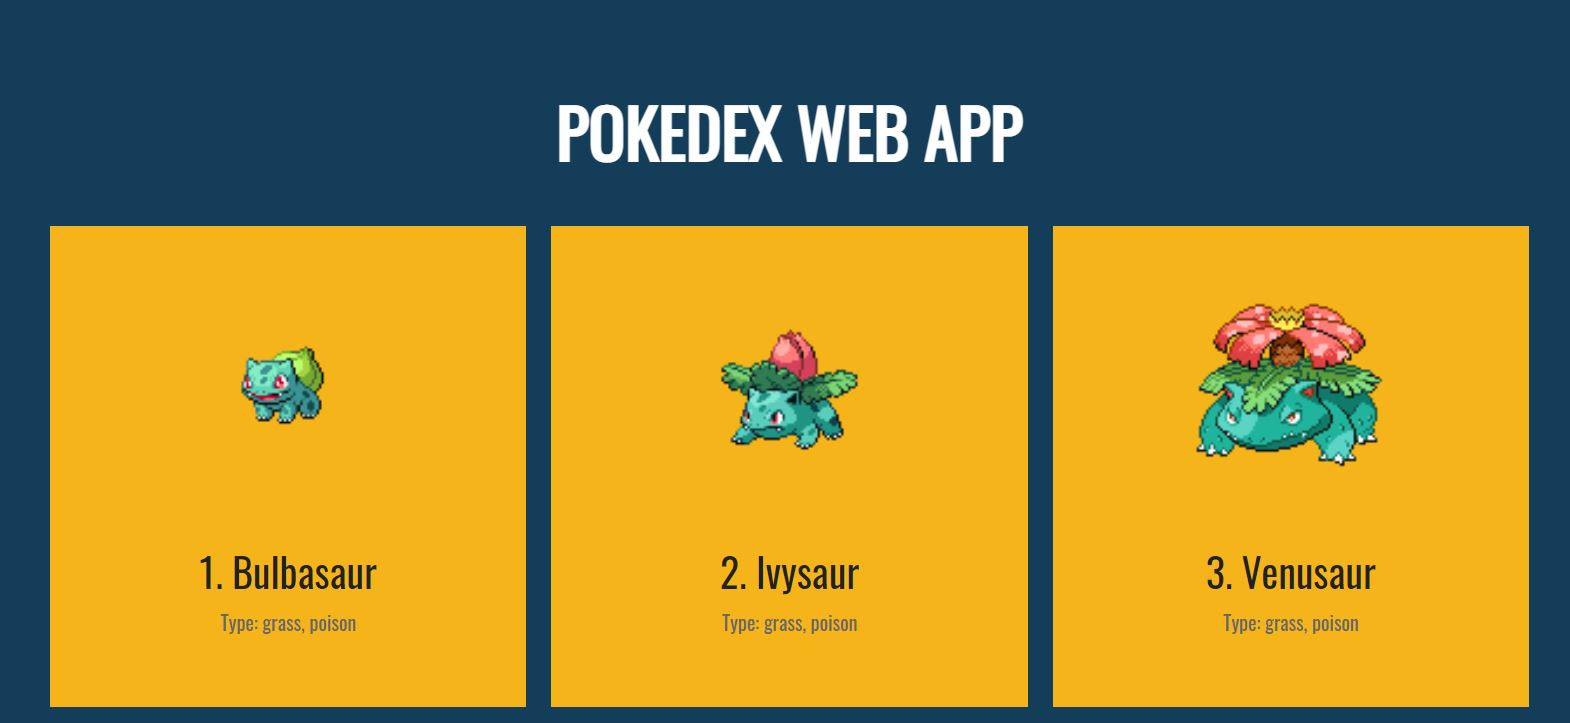 POKEDEX WEB APP
1. Bulbasaur
Type: grass, poison
2. Ivysaur
Type: grass, poison
3. Venusaur
Type: grass, poison